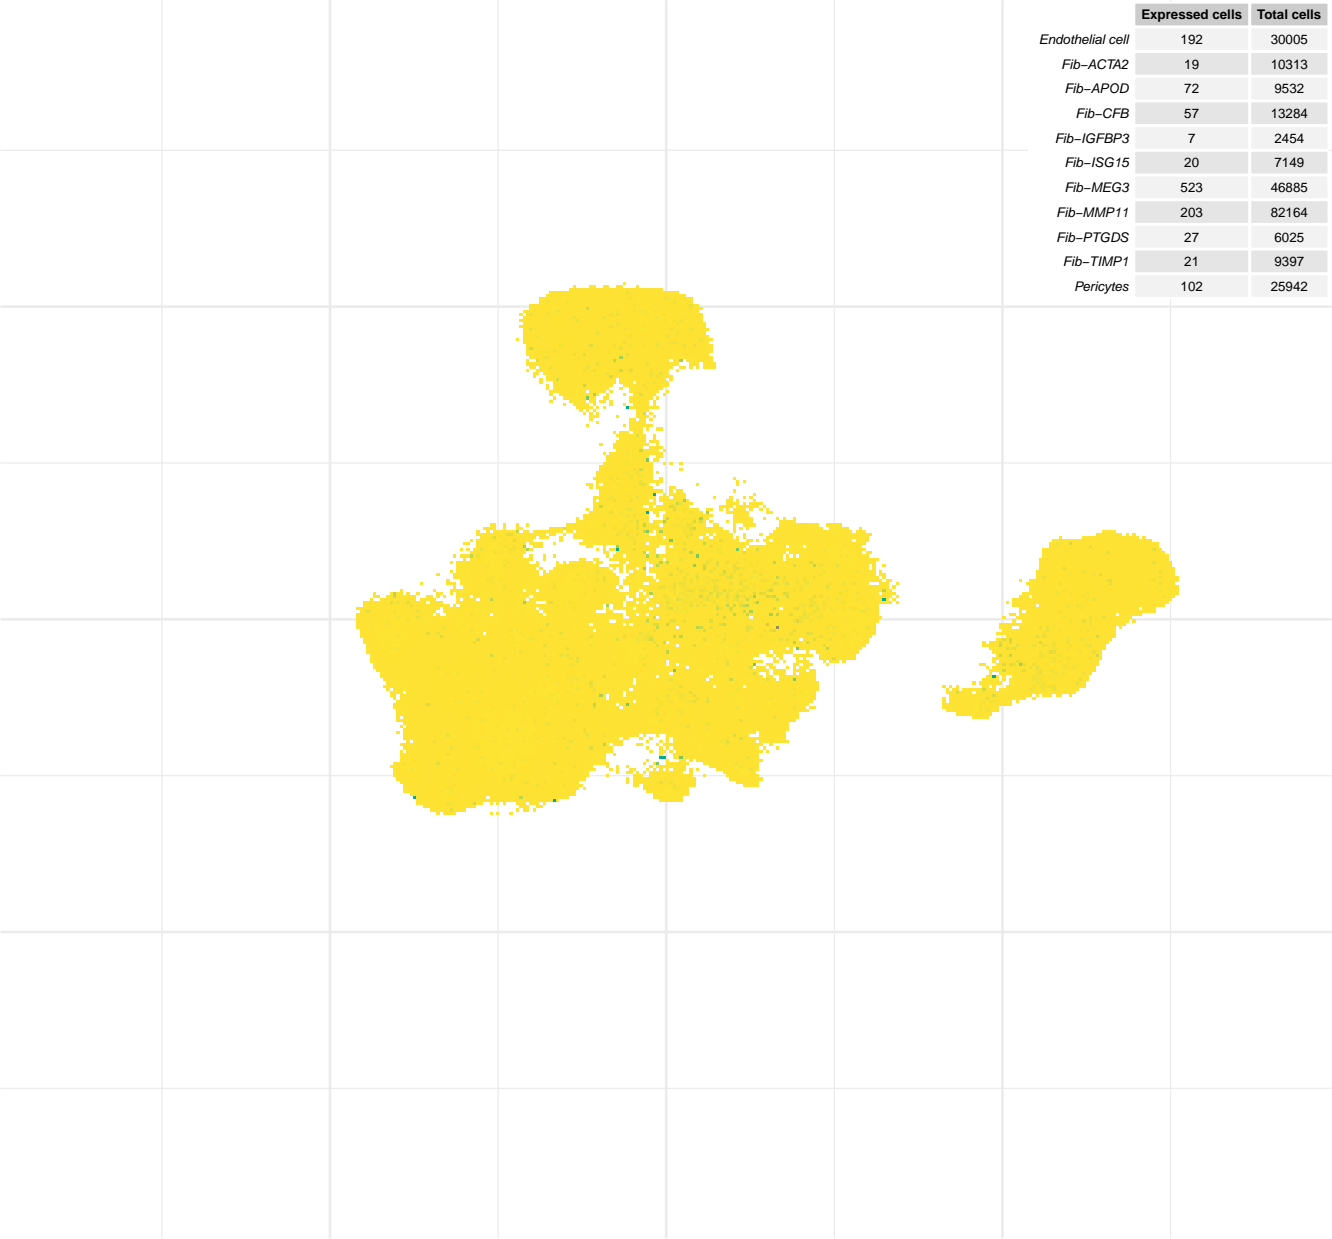 Expressed cells Total cells
Endothelial cell 192 30005
Fib−ACTA2 19 10313
Fib−APOD 72 9532
Fib−CFB 57 13284
Fib−IGFBP3 7 2454
Fib−ISG15 20 7149
Fib−MEG3 523 46885
Fib−MMP11 203 82164
Fib−PTGDS 27 6025
Fib−TIMP1 21 9397
Pericytes 102 25942